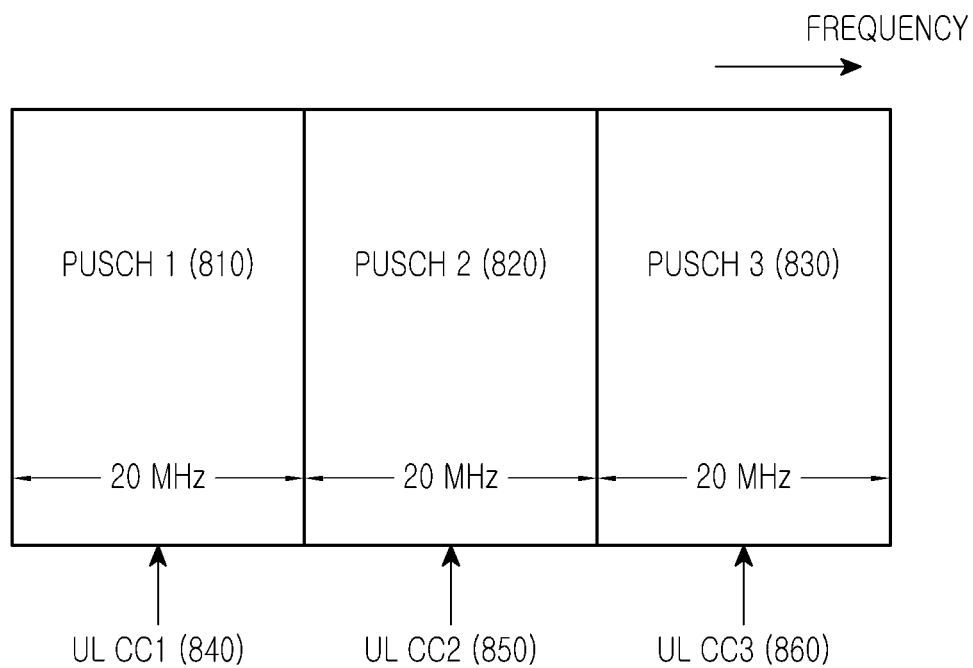 FREQUENCY
PUSCH 1 (810) PUSCH 2 (820) PUSCH 3 (830)
20 MHz 20 MHz 20 MHz
UL CC1 (840) UL CC2 (850) UL CC3 (860)